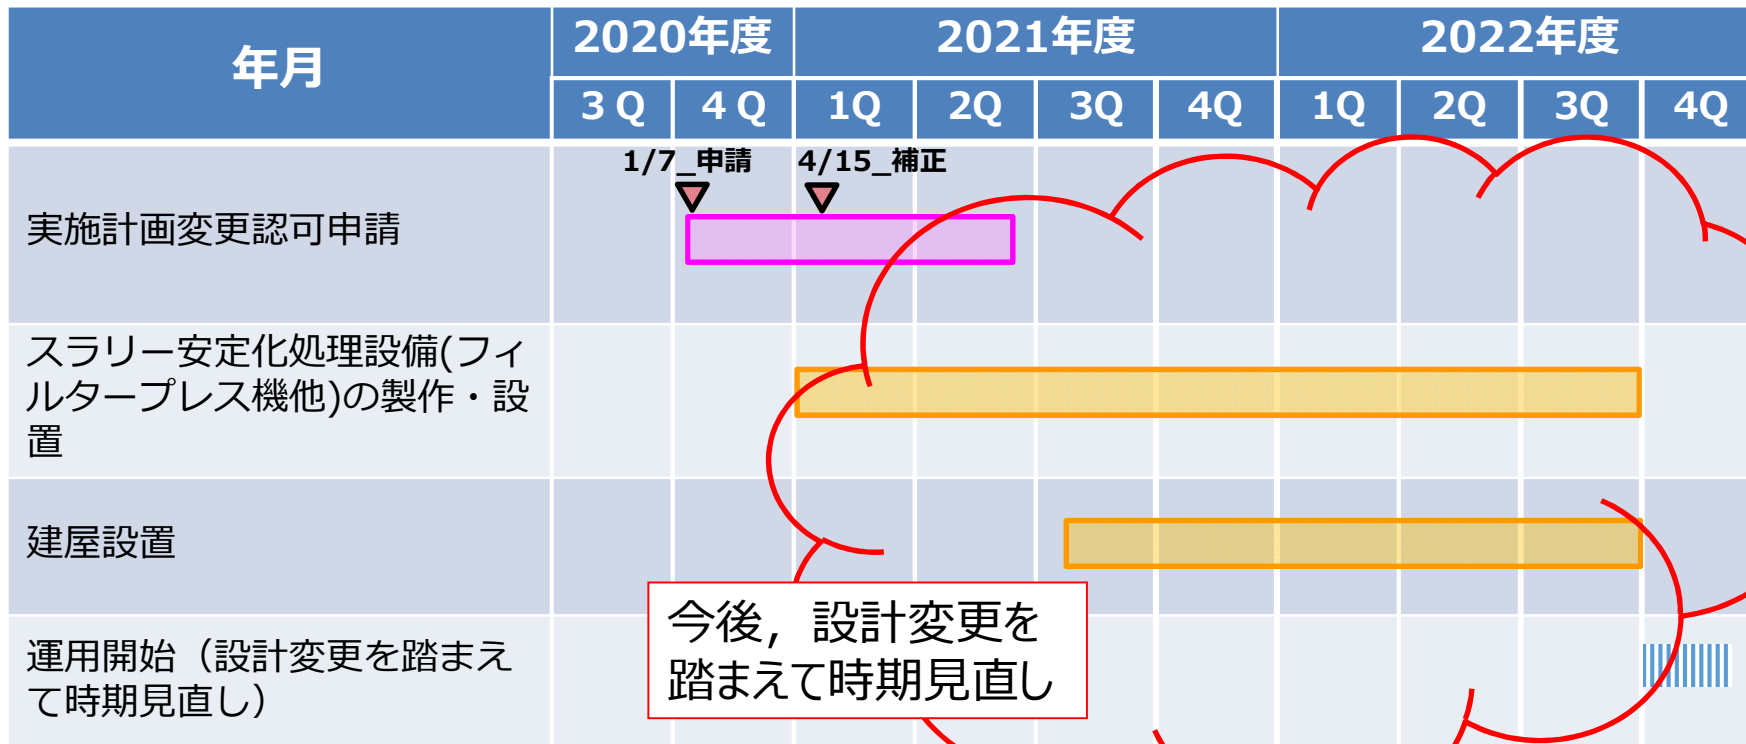 年月
2020年度 2021年度 2022年度
3 Q 4 Q 1Q 2Q 3Q 4Q 1Q 2Q 3Q 4Q
1/7_申請 4/15_補正
実施計画変更認可申請
スラリー安定化処理設備(フィ
ルタープレス機他)の製作・設
置
建屋設置
今後，設計変更を
踏まえて時期見直し
運用開始（設計変更を踏まえ
て時期見直し）